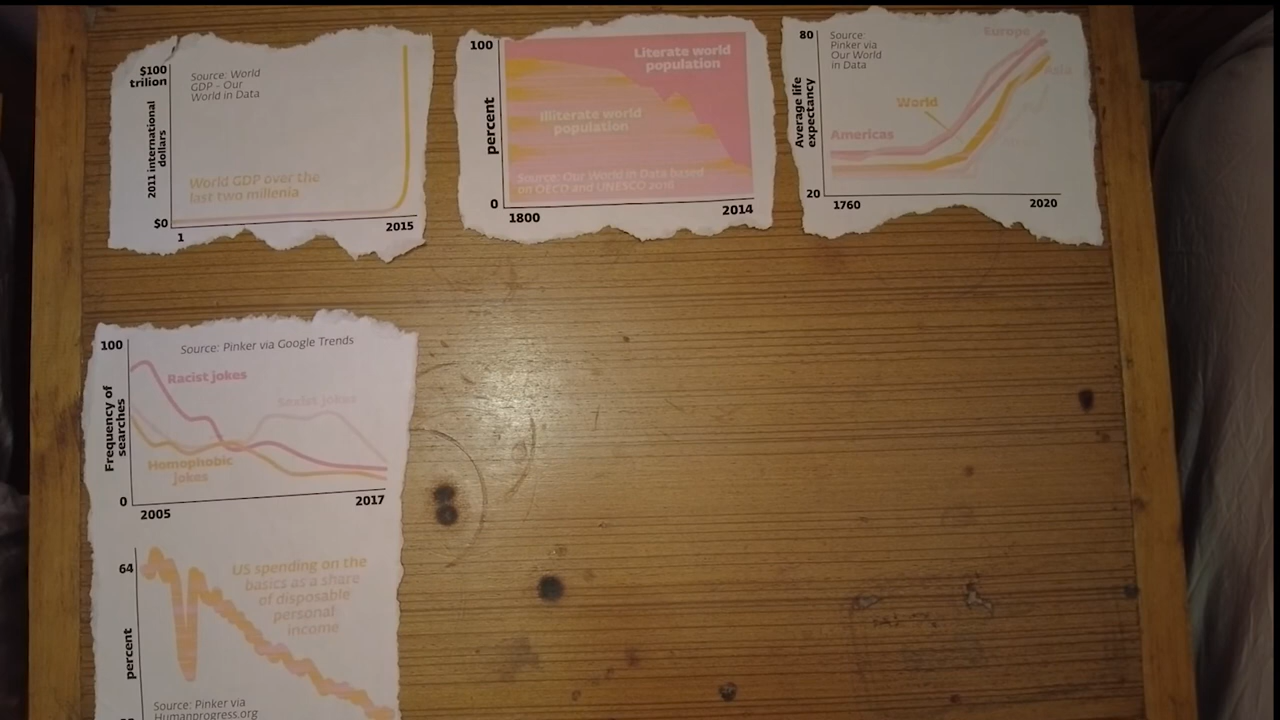 $100
trilion
Source: World
GDP - Our
World in Data
2011 international
dollars
World GDP over the
last two millenia
$0
1
2015
100
Literate world
population
percent
Illiterate world
population
Source: Our World in Data based
on OECD and UNESCO 2016
0
1800
2014
80
Source:
Pinker via
Our World
in Data
Europe
Asia
Average life
expectancy
World
Americas
20
1760
2020
100
Source: Pinker via Google Trends
Racist jokes
Sexist jokes
Frequency of
searches
Homophobic
jokes
0
2005
2017
64
US spending on the
basics as a share
of disposable
personal
income
percent
Source: Pinker via
Humanprogress.org